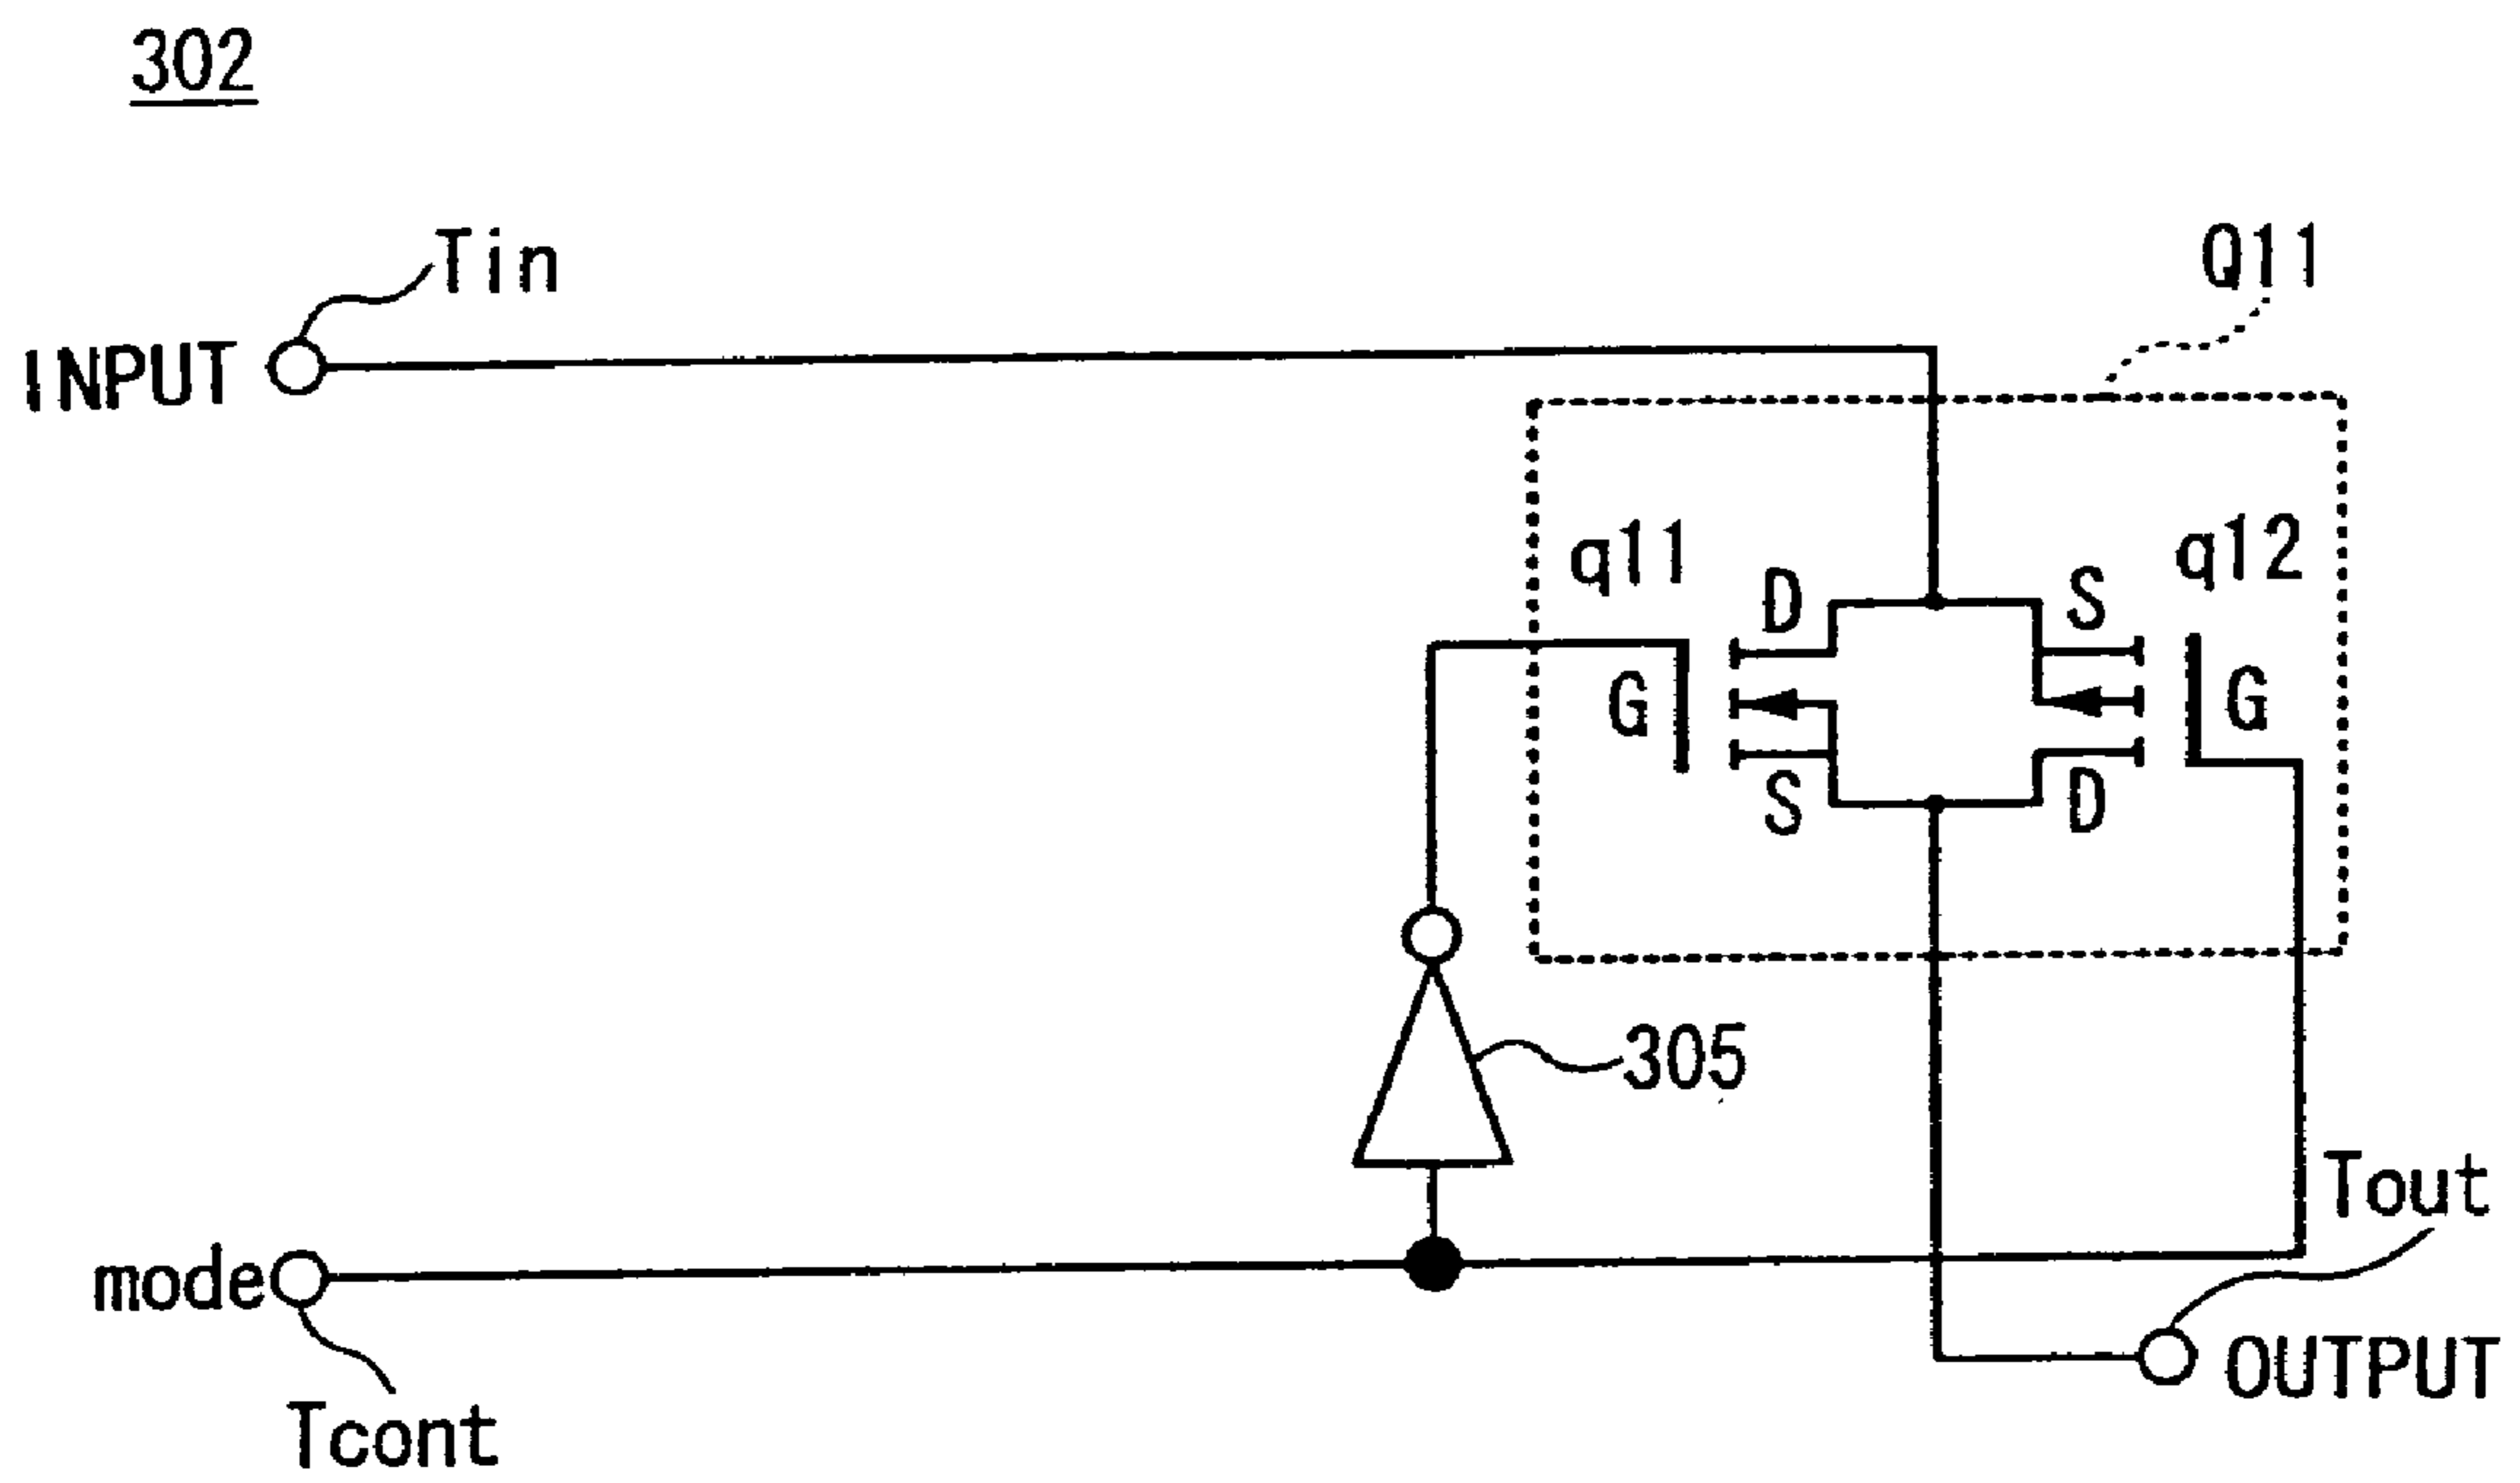 302
Tin
Q11
INPUT
q11
q12
D
S
G
G
S
D
305
Tout
mode
OUTPUT
Tcont